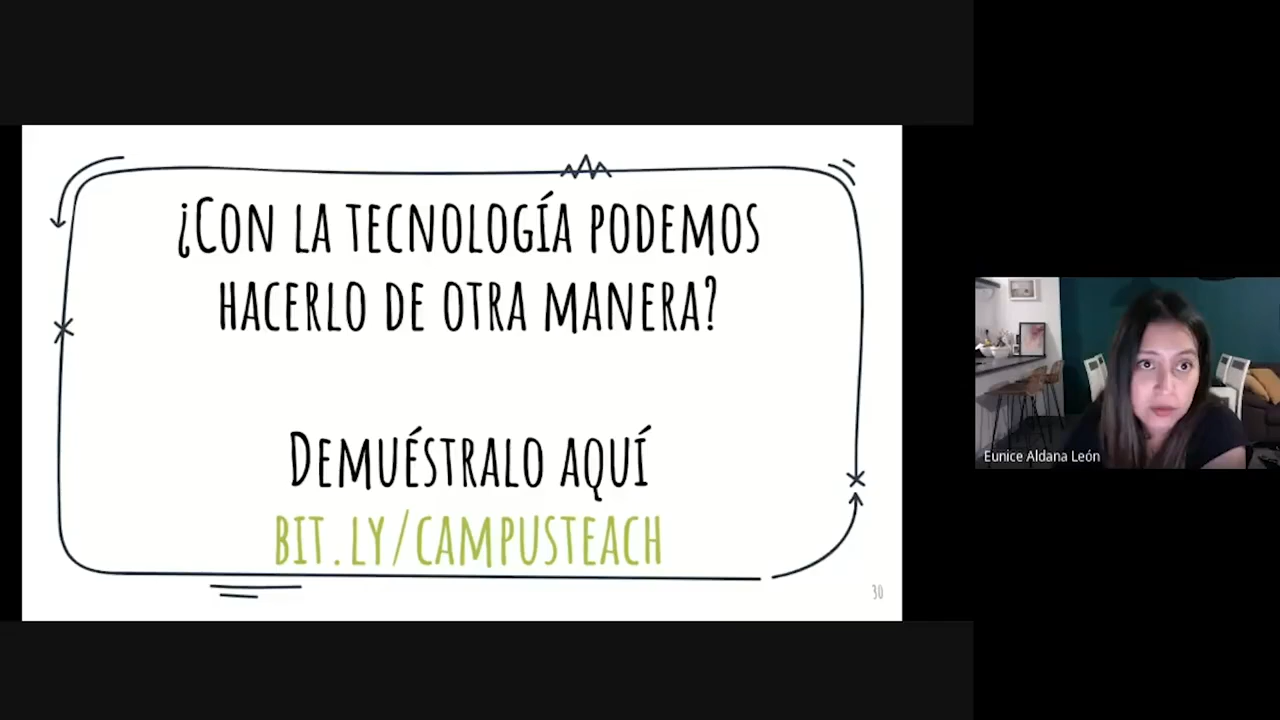 ¿Con la tecnología podemos
hacerlo de otra manera?
Demuéstralo aquí
bit.ly/campusteach
30
Eunice Aldana León